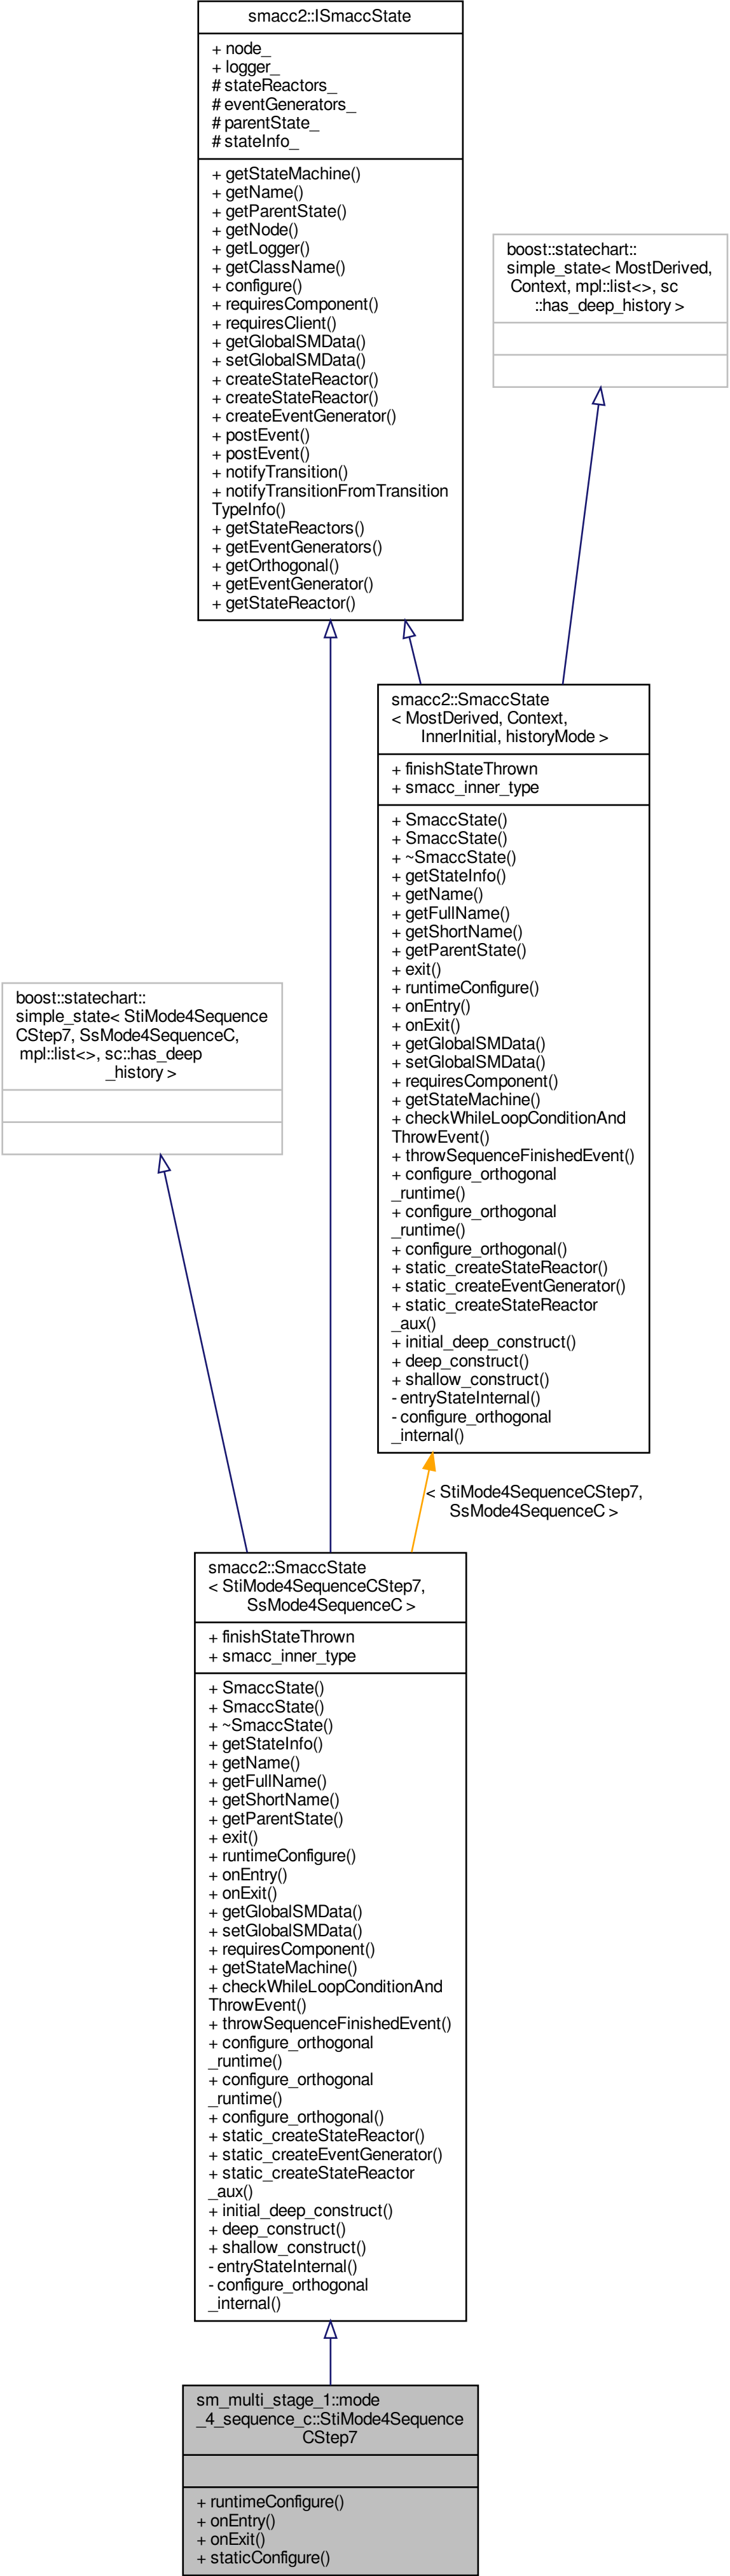 smacc2::ISmaccState
+ node_
+ logger_
# stateReactors_
# eventGenerators_
# parentState_
# stateInfo_
+ getStateMachine()
+ getName()
+ getParentState()
+ getNode()
+ getLogger()
+ getClassName()
+ configure()
+ requiresComponent()
+ requiresClient()
+ getGlobalSMData()
+ setGlobalSMData()
+ createStateReactor()
+ createStateReactor()
+ createEventGenerator()
+ postEvent()
+ postEvent()
+ notifyTransition()
+ notifyTransitionFromTransition
TypeInfo()
+ getStateReactors()
+ getEventGenerators()
+ getOrthogonal()
+ getEventGenerator()
+ getStateReactor()
boost::statechart::
simple_state< MostDerived,
Context, mpl::list<>, sc
::has_deep_history >
smacc2::SmaccState
< MostDerived, Context,
InnerInitial, historyMode >
+ finishStateThrown
+ smacc_inner_type
+ SmaccState()
+ SmaccState()
+ ~SmaccState()
+ getStateInfo()
+ getName()
+ getFullName()
+ getShortName()
+ getParentState()
+ exit()
+ runtimeConfigure()
+ onEntry()
+ onExit()
+ getGlobalSMData()
+ setGlobalSMData()
+ requiresComponent()
+ getStateMachine()
+ checkWhileLoopConditionAnd
ThrowEvent()
+ throwSequenceFinishedEvent()
+ configure_orthogonal
_runtime()
+ configure_orthogonal
_runtime()
+ configure_orthogonal()
+ static_createStateReactor()
+ static_createEventGenerator()
+ static_createStateReactor
_aux()
+ initial_deep_construct()
+ deep_construct()
+ shallow_construct()
- entryStateInternal()
- configure_orthogonal
_internal()
boost::statechart::
simple_state< StiMode4Sequence
CStep7, SsMode4SequenceC,
mpl::list<>, sc::has_deep
_history >
< StiMode4SequenceCStep7,
SsMode4SequenceC >
smacc2::SmaccState
< StiMode4SequenceCStep7,
SsMode4SequenceC >
+ finishStateThrown
+ smacc_inner_type
+ SmaccState()
+ SmaccState()
+ ~SmaccState()
+ getStateInfo()
+ getName()
+ getFullName()
+ getShortName()
+ getParentState()
+ exit()
+ runtimeConfigure()
+ onEntry()
+ onExit()
+ getGlobalSMData()
+ setGlobalSMData()
+ requiresComponent()
+ getStateMachine()
+ checkWhileLoopConditionAnd
ThrowEvent()
+ throwSequenceFinishedEvent()
+ configure_orthogonal
_runtime()
+ configure_orthogonal
_runtime()
+ configure_orthogonal()
+ static_createStateReactor()
+ static_createEventGenerator()
+ static_createStateReactor
_aux()
+ initial_deep_construct()
+ deep_construct()
+ shallow_construct()
- entryStateInternal()
- configure_orthogonal
_internal()
sm_multi_stage_1::mode
_4_sequence_c::StiMode4Sequence
CStep7
+ runtimeConfigure()
+ onEntry()
+ onExit()
+ staticConfigure()